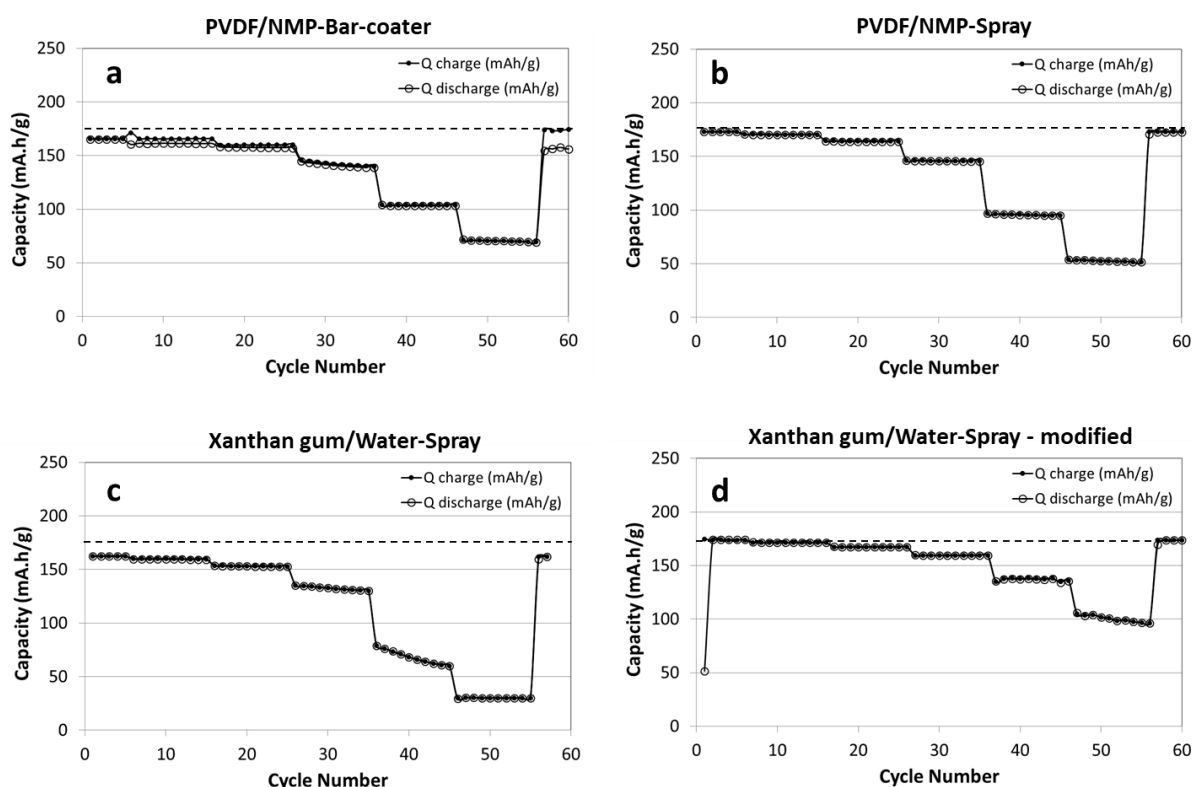 PVDF/NMP-Bar-coater
a
Q charge (mAh/g)
Q discharge (mAh/g)
250
200
150
100
50
0
Capacity (mA.h/g)
0 10 20 30 40 50 60
Cycle Number
PVDF/NMP-Spray
b
Q charge (mAh/g)
Q discharge (mAh/g)
250
200
150
100
50
0
Capacity (mA.h/g)
0 10 20 30 40 50 60
Cycle Number
Xanthan gum/Water-Spray
c
Q charge (mAh/g)
Q discharge (mAh/g)
250
200
150
100
50
0
Capacity (mA.h/g)
0 10 20 30 40 50 60
Cycle Number
Xanthan gum/Water-Spray - modified
d
Q charge (mAh/g)
Q discharge (mAh/g)
250
200
150
100
50
0
Capacity (mA.h/g)
0 10 20 30 40 50 60
Cycle Number